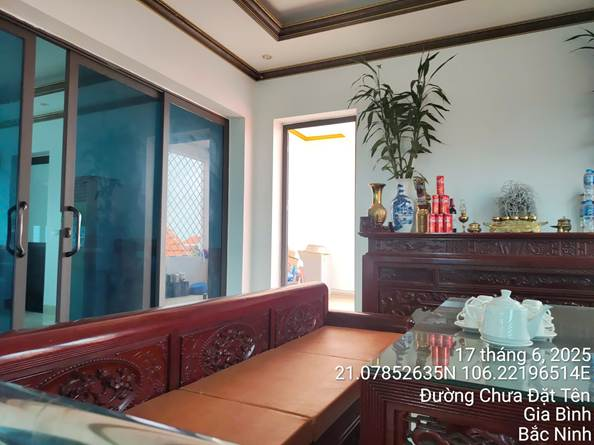 17 tháng 6, 2025
21.07852635N 106.22196514E
Đường Chưa Đặt Tên
Gia Bình
Bắc Ninh